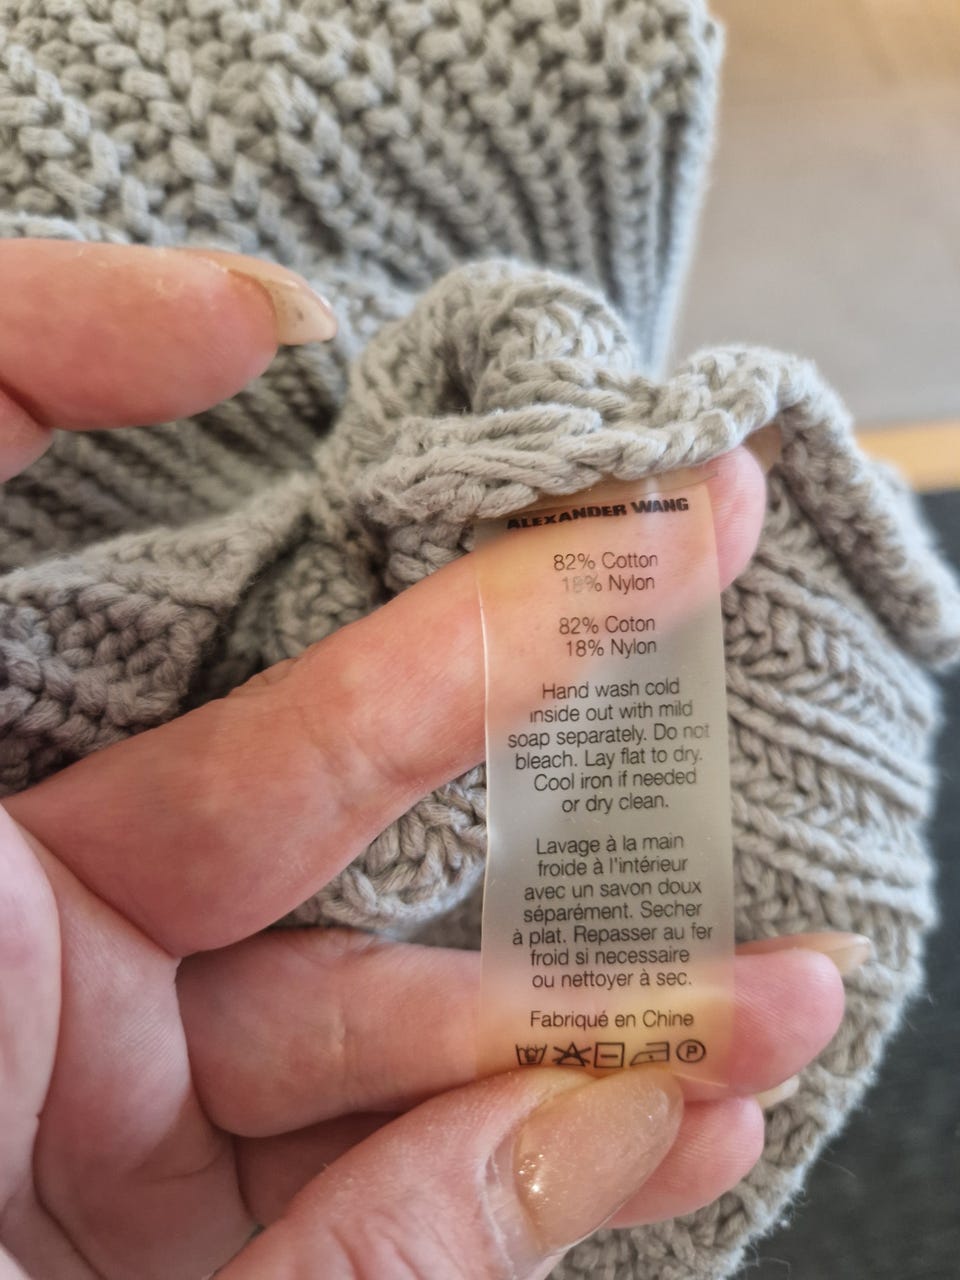 ALEXANDER WANG
82% Cotton
18% Nylon
82% Coton
18% Nylon
Hand wash cold
inside out with mild
soap separately. Do not
bleach. Lay flat to dry.
Cool iron if needed
or dry clean.
Lavage à la main
froide à l'intérieur
avec un savon doux
séparément. Secher
à plat. Repasser au fer
froid si necessaire
ou nettoyer à sec.
Fabriqué en Chine
P